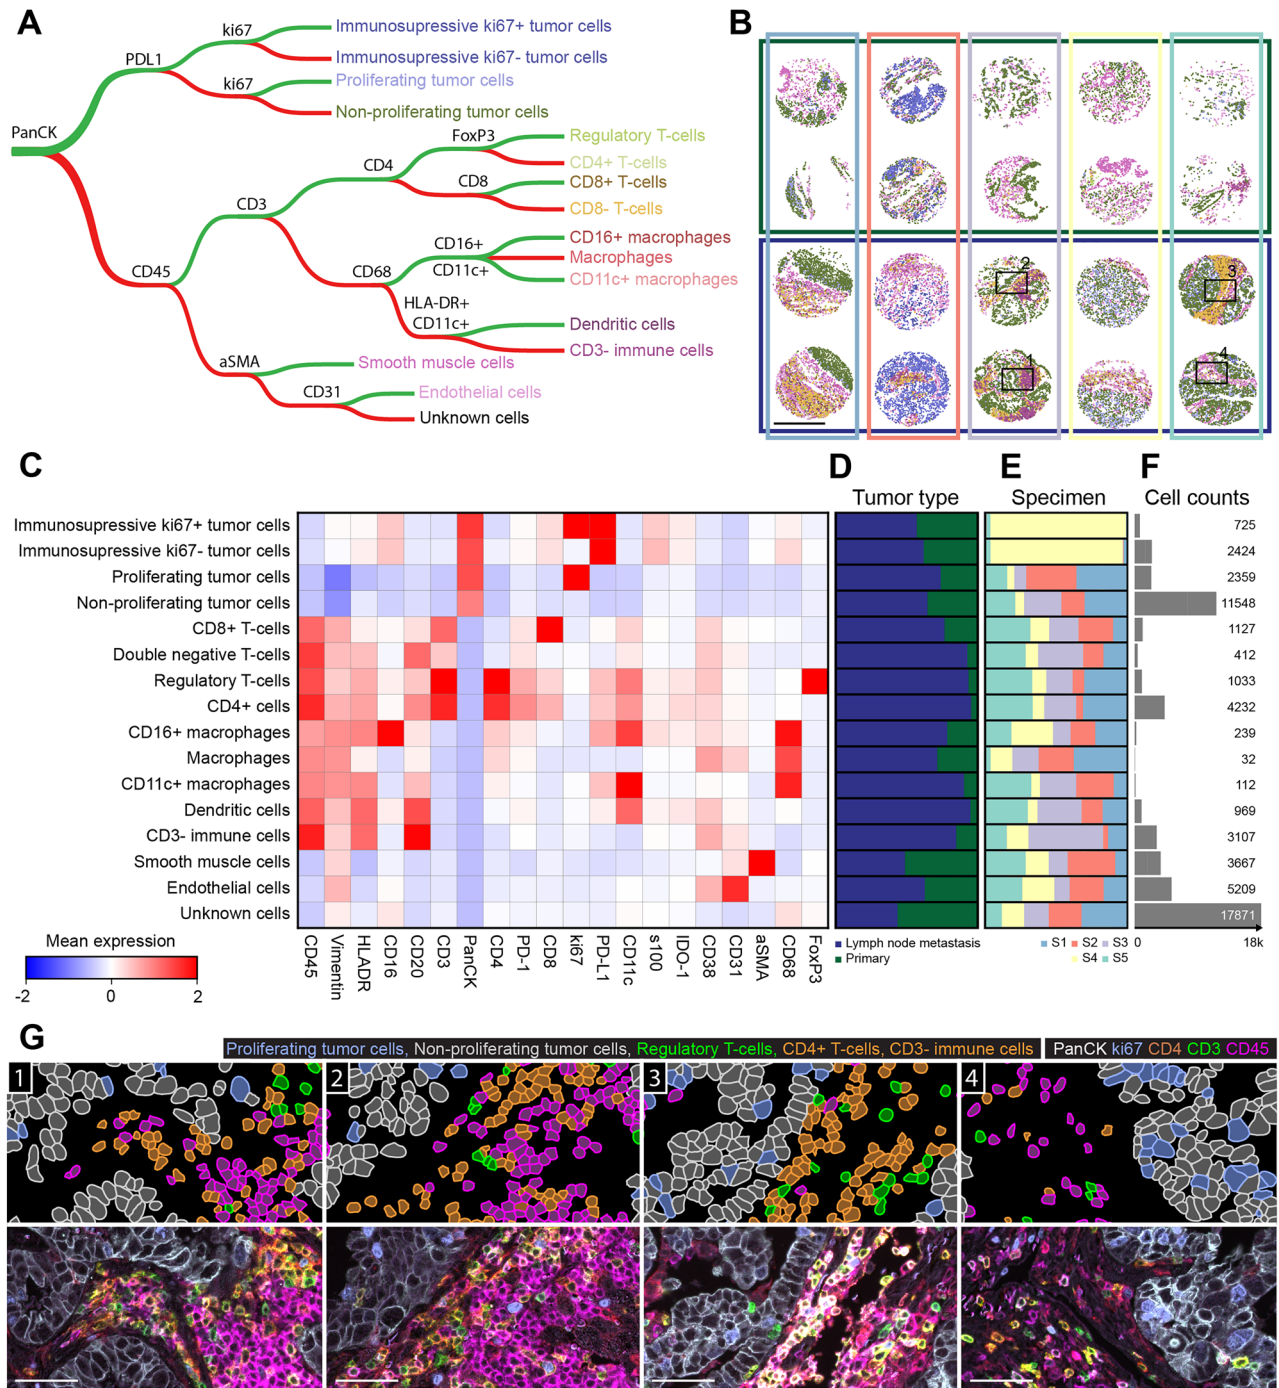 A
PanCK
PDL1
ki67
Immunosupressive ki67+ tumor cells
Immunosupressive ki67- tumor cells
ki67
Proliferating tumor cells
Non-proliferating tumor cells
CD45
CD3
CD4
FoxP3
Regulatory T-cells
CD4+ T-cells
CD8
CD8+ T-cells
CD8- T-cells
CD68
CD16+
CD11c+
CD16+ macrophages
Macrophages
CD11c+ macrophages
HLA-DR+
CD11c+
Dendritic cells
CD3- immune cells
aSMA
Smooth muscle cells
CD31
Endothelial cells
Unknown cells
B
2
3
1
4
C
Immunosupressive ki67+ tumor cells
Immunosupressive ki67- tumor cells
Proliferating tumor cells
Non-proliferating tumor cells
CD8+ T-cells
Double negative T-cells
Regulatory T-cells
CD4+ cells
CD16+ macrophages
Macrophages
CD11c+ macrophages
Dendritic cells
CD3- immune cells
Smooth muscle cells
Endothelial cells
Unknown cells
CD45
Vimentin
HLADR
CD16
CD20
CD3
PanCK
CD4
PD-1
CD8
ki67
PD-L1
CD11c
s100
IDO-1
CD38
CD31
aSMA
CD68
FoxP3
Mean expression
-2 0 2
D
Tumor type
Lymph node metastasis
Primary
E
Specimen
S1 S2 S3
S4 S5
F
Cell counts
725
2424
2359
11548
1127
412
1033
4232
239
32
112
969
3107
3667
5209
17871
0 18k
G
Proliferating tumor cells, Non-proliferating tumor cells, Regulatory T-cells, CD4+ T-cells, CD3- immune cells
PanCK ki67 CD4 CD3 CD45
1
2
3
4